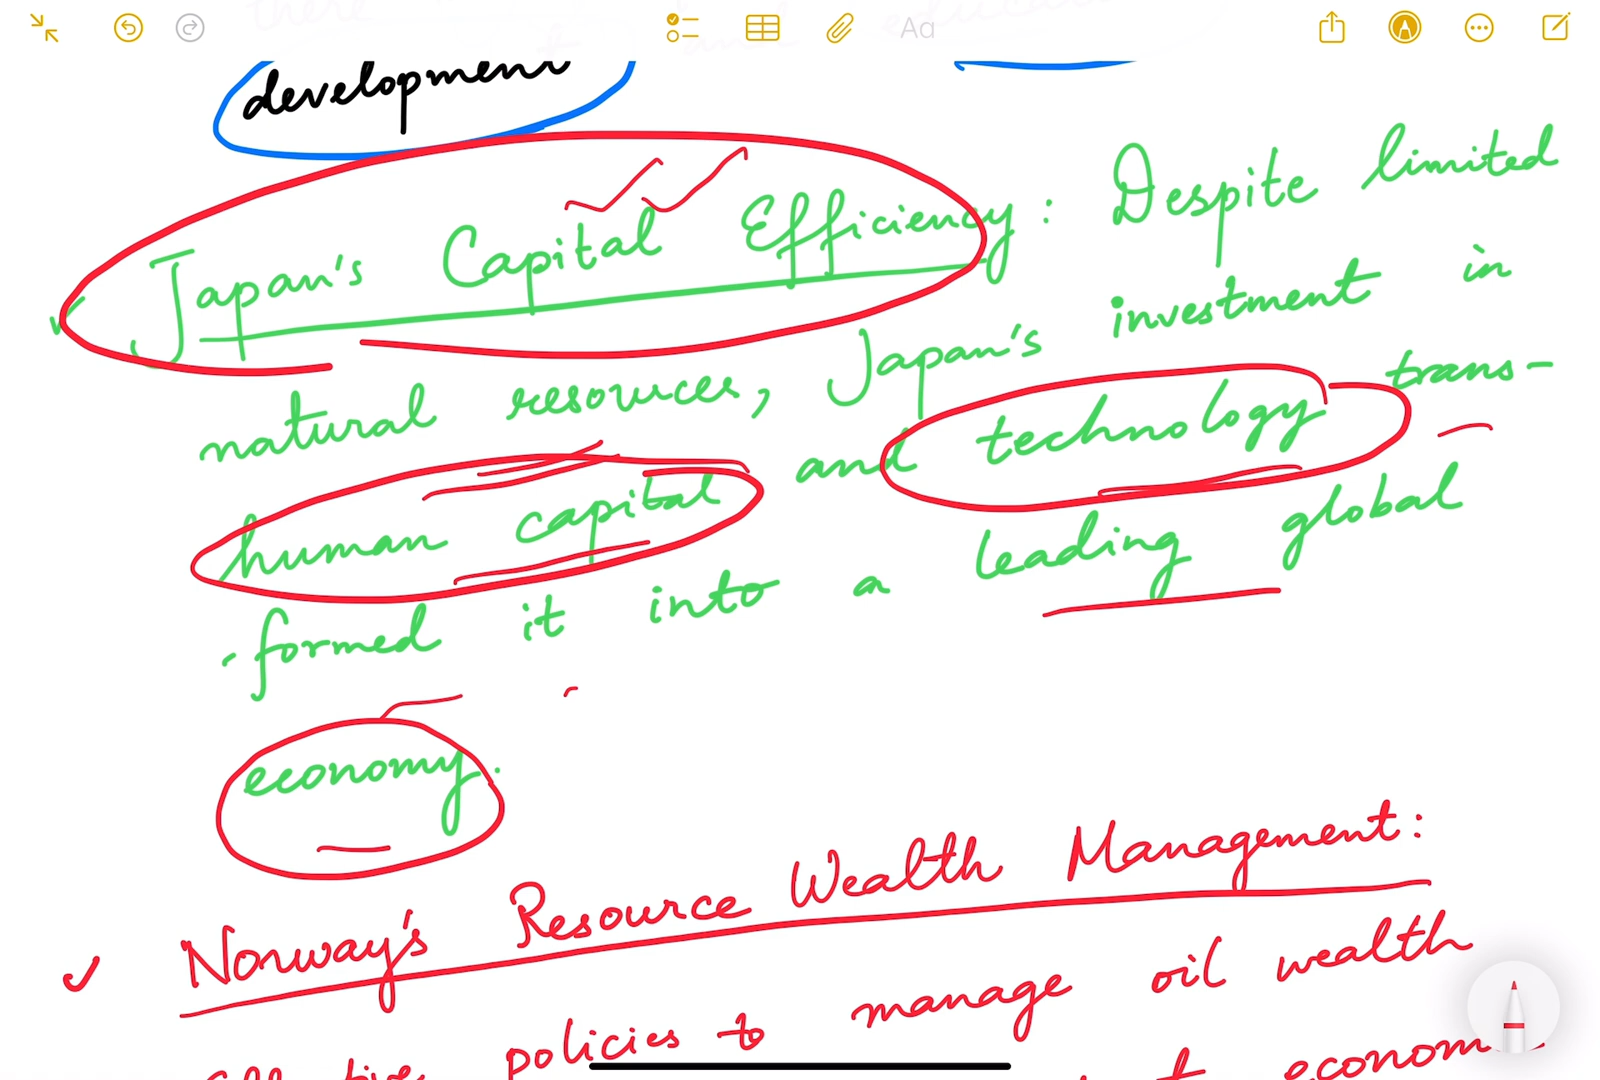 Aa
development
✓ Japan's Capital Efficiency : Despite limited
natural resources, Japan's investment in
human capital and technology trans-
-formed it into a leading global
economy.
✓ Norway's Resource Wealth Management:
policies to manage oil wealth